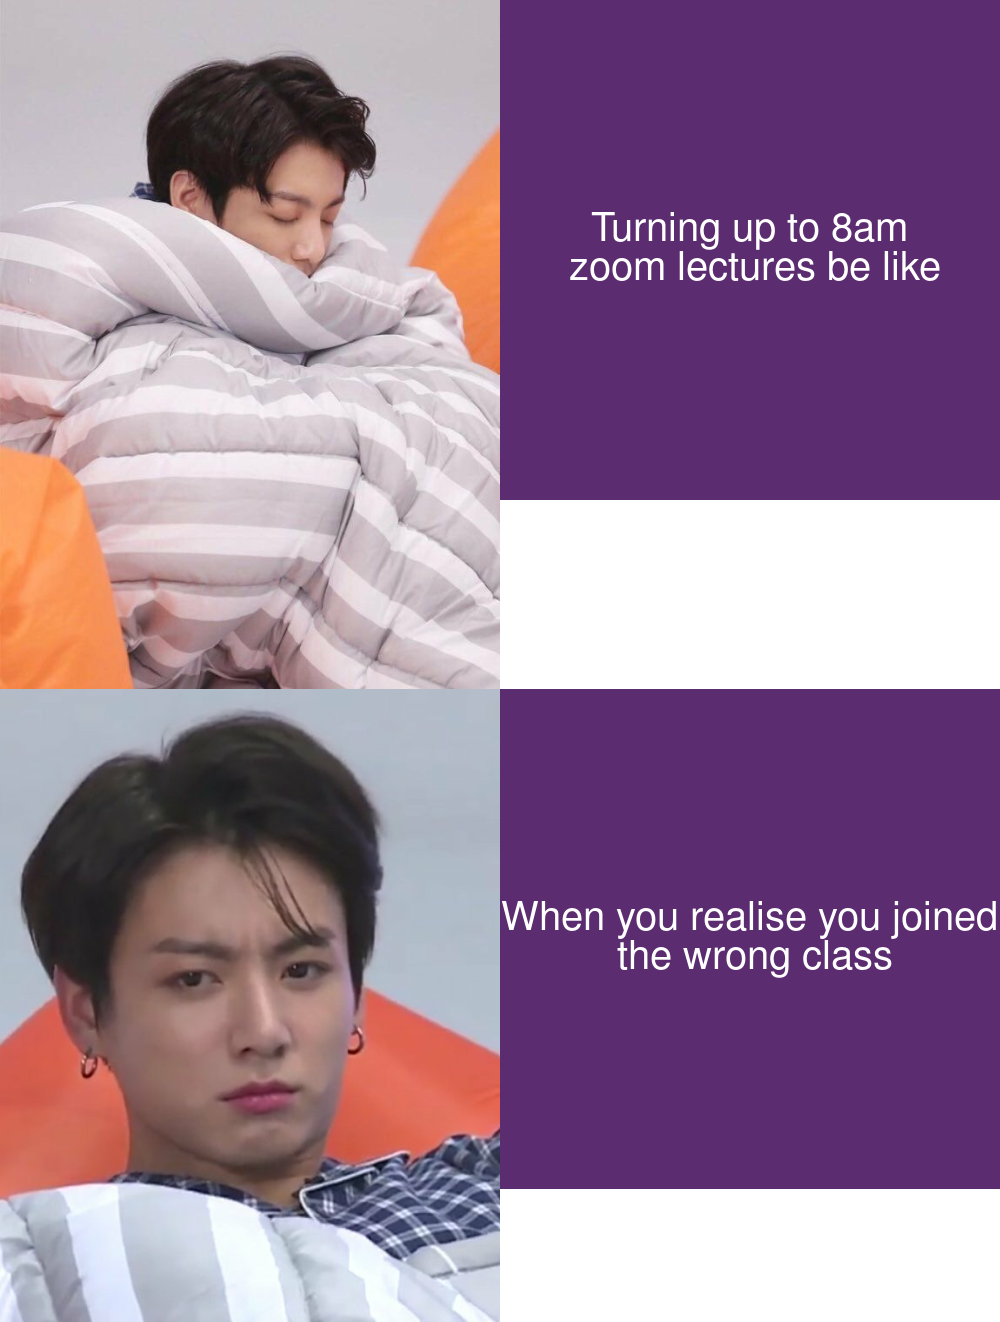 Turning up to 8am
zoom lectures be like
When you realise you joined
the wrong class